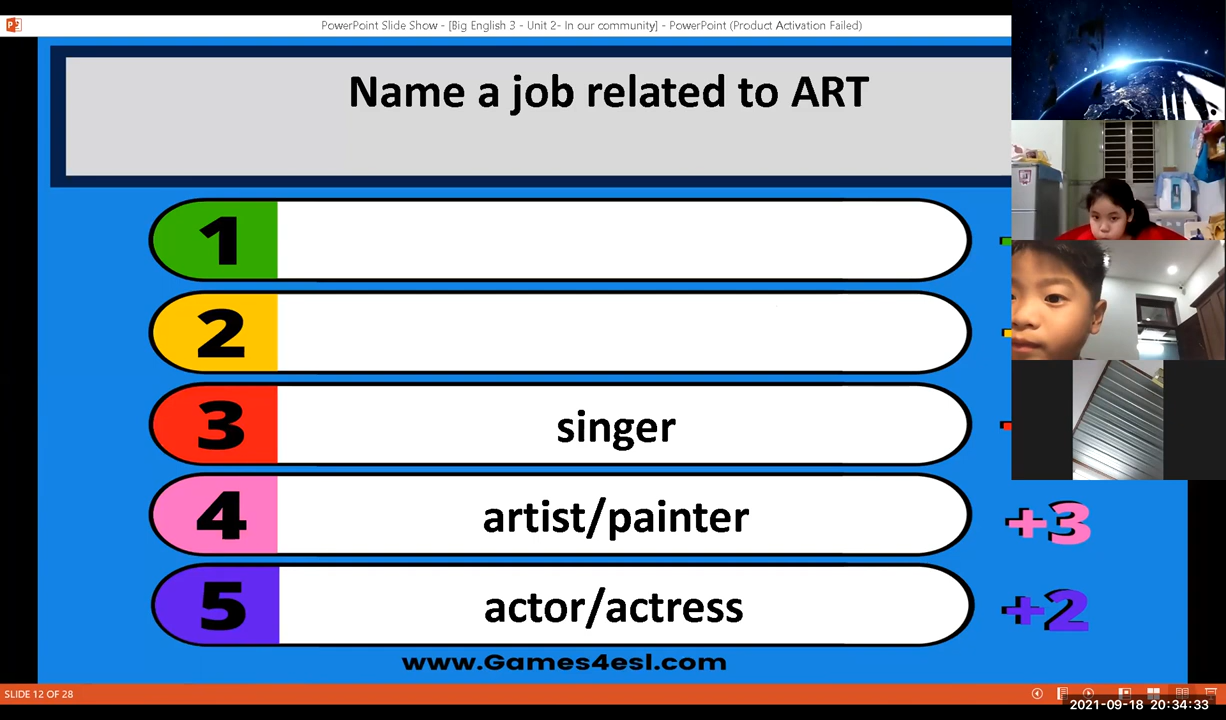 PowerPoint Slide Show - [Big English 3 - Unit 2- In our community] - PowerPoint (Product Activation Failed)
Name a job related to ART
1
2
3 singer
4 artist/painter +3
5 actor/actress +2
www.Games4esl.com
SLIDE 12 OF 28
2021-09-18 20:34:33